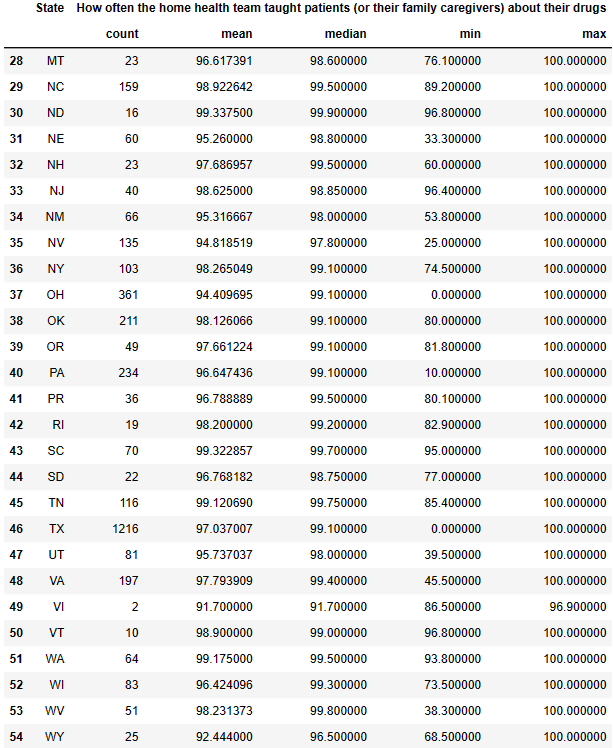 State How often the home health team taught patients (or their family caregivers) about their drugs
count mean median min max
28 MT 23 96.617391 98.600000 76.100000 100.000000
29 NC 159 98.922642 99.500000 89.200000 100.000000
30 ND 16 99.337500 99.900000 96.800000 100.000000
31 NE 60 95.260000 98.800000 33.300000 100.000000
32 NH 23 97.686957 99.500000 60.000000 100.000000
33 NJ 40 98.625000 98.850000 96.400000 100.000000
34 NM 66 95.316667 98.000000 53.800000 100.000000
35 NV 135 94.818519 97.800000 25.000000 100.000000
36 NY 103 98.265049 99.100000 74.500000 100.000000
37 OH 361 94.409695 99.100000 0.000000 100.000000
38 OK 211 98.126066 99.100000 80.000000 100.000000
39 OR 49 97.661224 99.100000 81.800000 100.000000
40 PA 234 96.647436 99.100000 10.000000 100.000000
41 PR 36 96.788889 99.500000 80.100000 100.000000
42 RI 19 98.200000 99.200000 82.900000 100.000000
43 SC 70 99.322857 99.700000 95.000000 100.000000
44 SD 22 96.768182 98.750000 77.000000 100.000000
45 TN 116 99.120690 99.750000 85.400000 100.000000
46 TX 1216 97.037007 99.100000 0.000000 100.000000
47 UT 81 95.737037 98.000000 39.500000 100.000000
48 VA 197 97.793909 99.400000 45.500000 100.000000
49 VI 2 91.700000 91.700000 86.500000 96.900000
50 VT 10 98.900000 99.000000 96.800000 100.000000
51 WA 64 99.175000 99.500000 93.800000 100.000000
52 WI 83 96.424096 99.300000 73.500000 100.000000
53 WV 51 98.231373 99.800000 38.300000 100.000000
54 WY 25 92.444000 96.500000 68.500000 100.000000